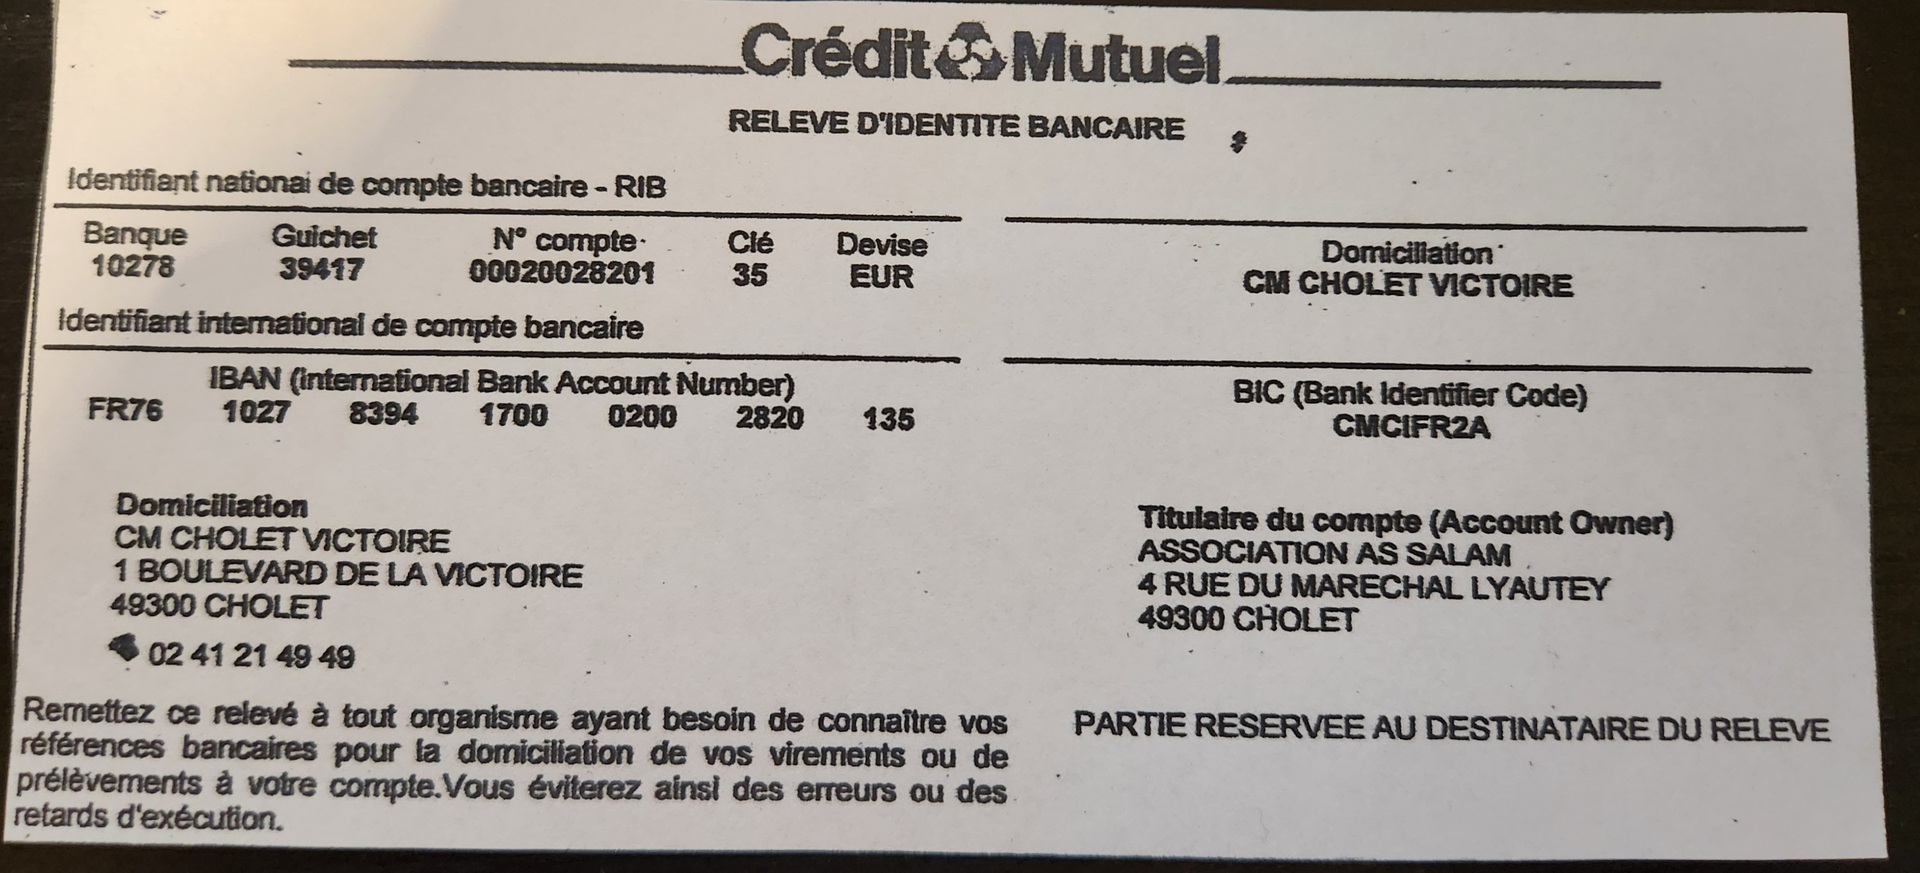 Crédit Mutuel
RELEVE D'IDENTITE BANCAIRE
Identifiant national de compte bancaire - RIB
Banque Guichet N° compte Clé Devise
10278 39417 00020028201 35 EUR
Domiciliation
CM CHOLET VICTOIRE
Identifiant international de compte bancaire
IBAN (International Bank Account Number)
FR76 1027 8394 1700 0200 2820 135
BIC (Bank Identifier Code)
CMCIFR2A
Domiciliation
CM CHOLET VICTOIRE
1 BOULEVARD DE LA VICTOIRE
49300 CHOLET
02 41 21 49 49
Titulaire du compte (Account Owner)
ASSOCIATION AS SALAM
4 RUE DU MARECHAL LYAUTEY
49300 CHOLET
Remettez ce relevé à tout organisme ayant besoin de connaître vos
références bancaires pour la domiciliation de vos virements ou de
prélèvements à votre compte.Vous éviterez ainsi des erreurs ou des
retards d'exécution.
PARTIE RESERVEE AU DESTINATAIRE DU RELEVE